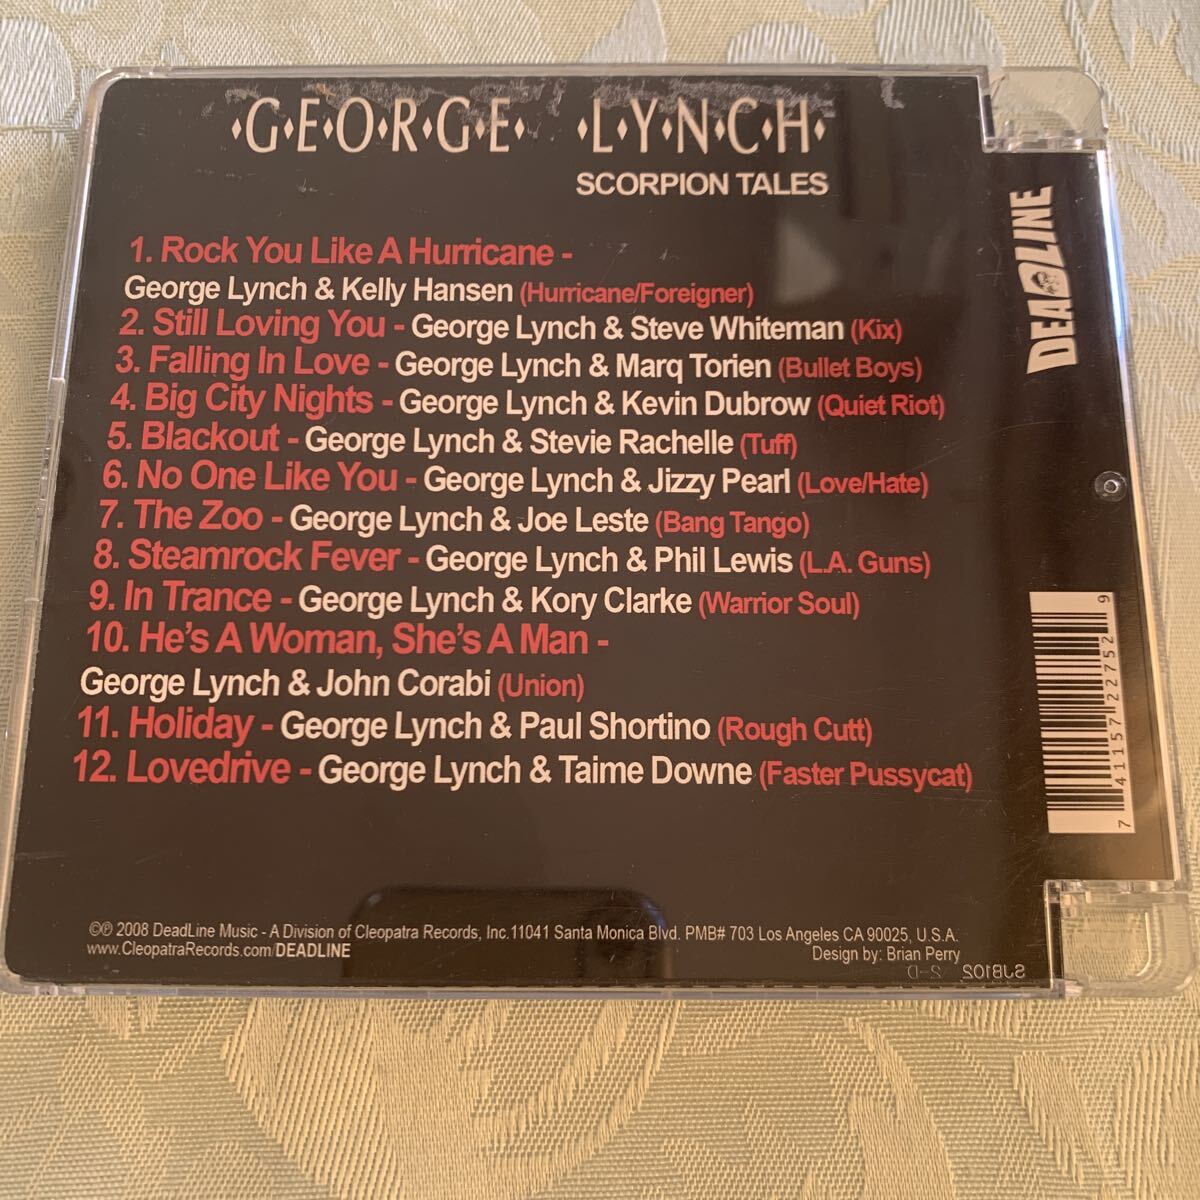 ·G·E·O·R·G·E· ·L·Y·N·C·H·
SCORPION TALES
1. Rock You Like A Hurricane -
George Lynch & Kelly Hansen (Hurricane/Foreigner)
2. Still Loving You - George Lynch & Steve Whiteman (Kix)
3. Falling In Love - George Lynch & Marq Torien (Bullet Boys)
4. Big City Nights - George Lynch & Kevin Dubrow (Quiet Riot)
5. Blackout - George Lynch & Stevie Rachelle (Tuff)
6. No One Like You - George Lynch & Jizzy Pearl (Love/Hate)
7. The Zoo - George Lynch & Joe Leste (Bang Tango)
8. Steamrock Fever - George Lynch & Phil Lewis (L.A. Guns)
9. In Trance - George Lynch & Kory Clarke (Warrior Soul)
10. He's A Woman, She's A Man -
George Lynch & John Corabi (Union)
11. Holiday - George Lynch & Paul Shortino (Rough Cutt)
12. Lovedrive - George Lynch & Taime Downe (Faster Pussycat)
©℗ 2008 DeadLine Music - A Division of Cleopatra Records, Inc.11041 Santa Monica Blvd. PMB# 703 Los Angeles CA 90025, U.S.A.
www.CleopatraRecords.com/DEADLINE
Design by: Brian Perry
SJB102 2-D
DEADLINE
7 41157 22752 9